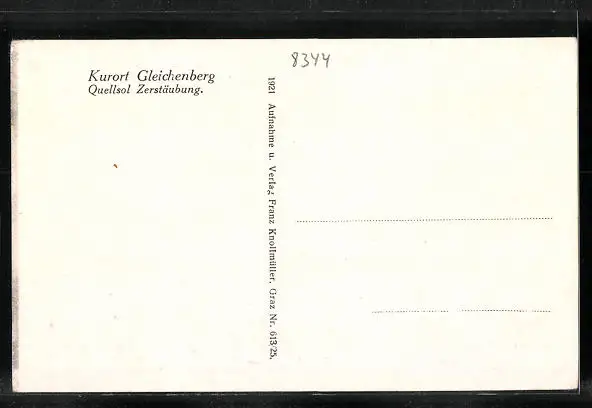 Kurort Gleichenberg
Quellsol Zerstäubung.
8344
1921 Aufnahme u. Verlag Franz Knollmüller, Graz Nr. 613/25.